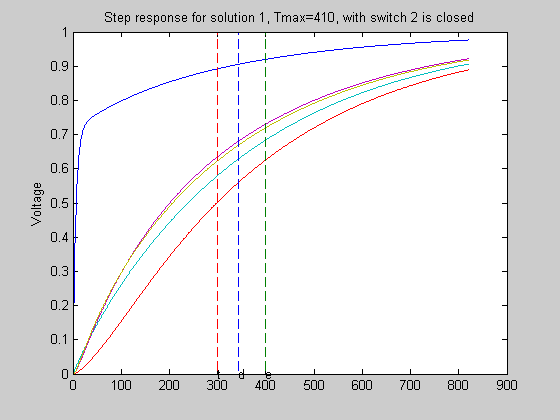 Step response for solution 1, Tmax=410, with switch 2 is closed
1
0.9
0.8
0.7
0.6
0.5
0.4
0.3
0.2
0.1
0
Voltage
t d e
0 100 200 300 400 500 600 700 800 900